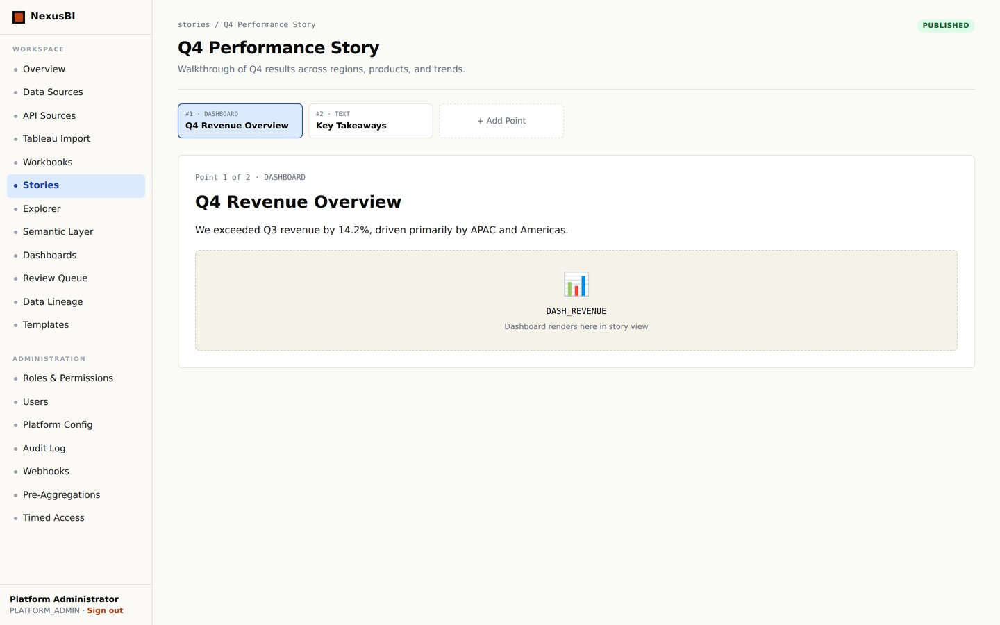 NexusBI
WORKSPACE
Overview
Data Sources
API Sources
Tableau Import
Workbooks
Stories
Explorer
Semantic Layer
Dashboards
Review Queue
Data Lineage
Templates
ADMINISTRATION
Roles & Permissions
Users
Platform Config
Audit Log
Webhooks
Pre-Aggregations
Timed Access
Platform Administrator
PLATFORM_ADMIN · Sign out
stories / Q4 Performance Story
PUBLISHED
Q4 Performance Story
Walkthrough of Q4 results across regions, products, and trends.
#1 · DASHBOARD
Q4 Revenue Overview
#2 · TEXT
Key Takeaways
+ Add Point
Point 1 of 2 · DASHBOARD
Q4 Revenue Overview
We exceeded Q3 revenue by 14.2%, driven primarily by APAC and Americas.
DASH_REVENUE
Dashboard renders here in story view